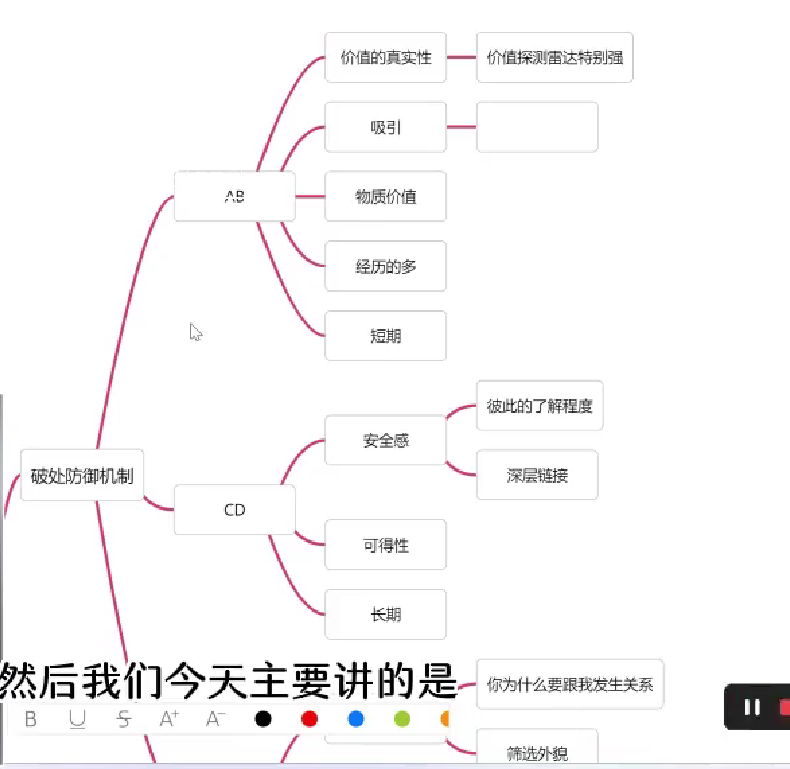 价值的真实性
价值探测雷达特别强
吸引
AB
物质价值
经历的多
短期
彼此的了解程度
安全感
深层链接
破处防御机制
CD
可得性
长期
然后我们今天主要讲的是
你为什么要跟我发生关系
B U S A+ A-
筛选外貌